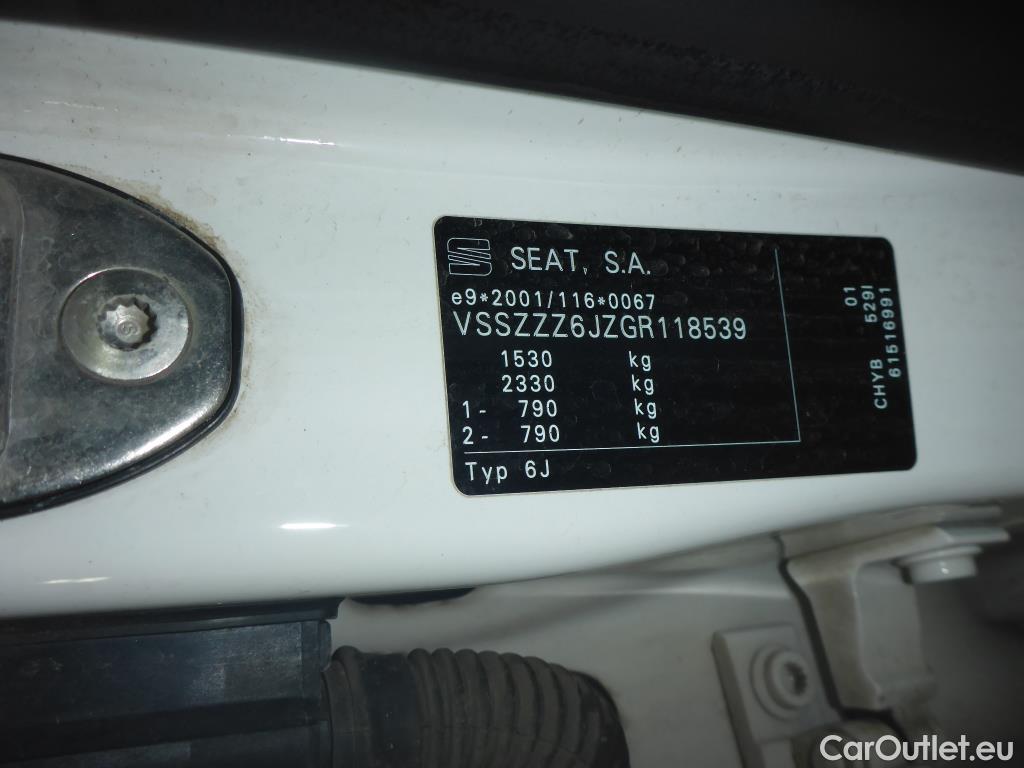 SEAT, S.A.
e9*2001/116*0067
VSSZZZ6JZGR118539
1530 kg
2330 kg
1- 790 kg
2- 790 kg
Typ 6J
01
529I
CHYB 61516991
CarOutlet.eu